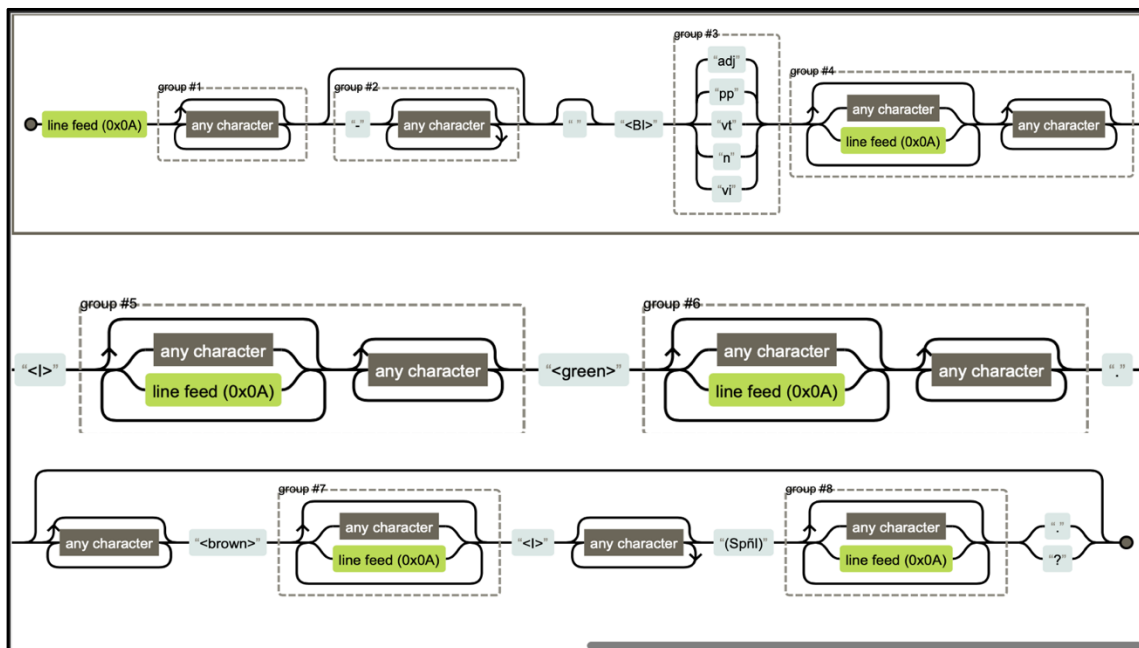 group #1
group #2
group #3
group #4
line feed (0x0A)
any character
“-”
any character
“ ”
“<BI>”
“adj”
“pp”
“vt”
“n”
“vi”
any character
line feed (0x0A)
any character
group #5
group #6
“<I>”
any character
line feed (0x0A)
any character
“<green>”
any character
line feed (0x0A)
any character
“.”
group #7
group #8
any character
“<brown>”
any character
line feed (0x0A)
“<I>”
any character
“(Spñl)”
any character
line feed (0x0A)
“.”
“?”